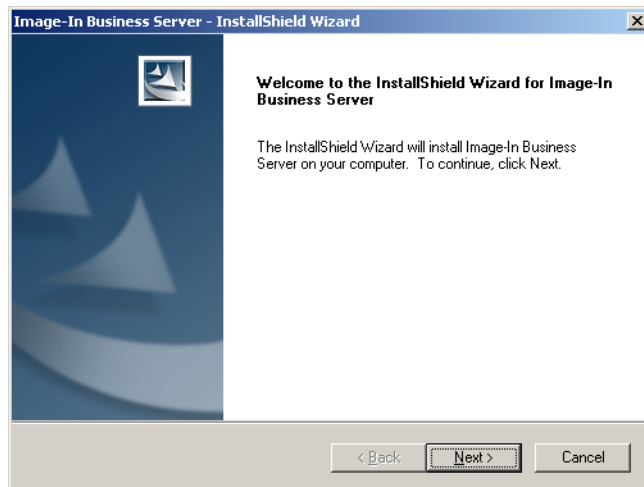 Image-In Business Server - InstallShield Wizard
Welcome to the InstallShield Wizard for Image-In
Business Server
The InstallShield Wizard will install Image-In Business
Server on your computer. To continue, click Next.
< Back
Next >
Cancel